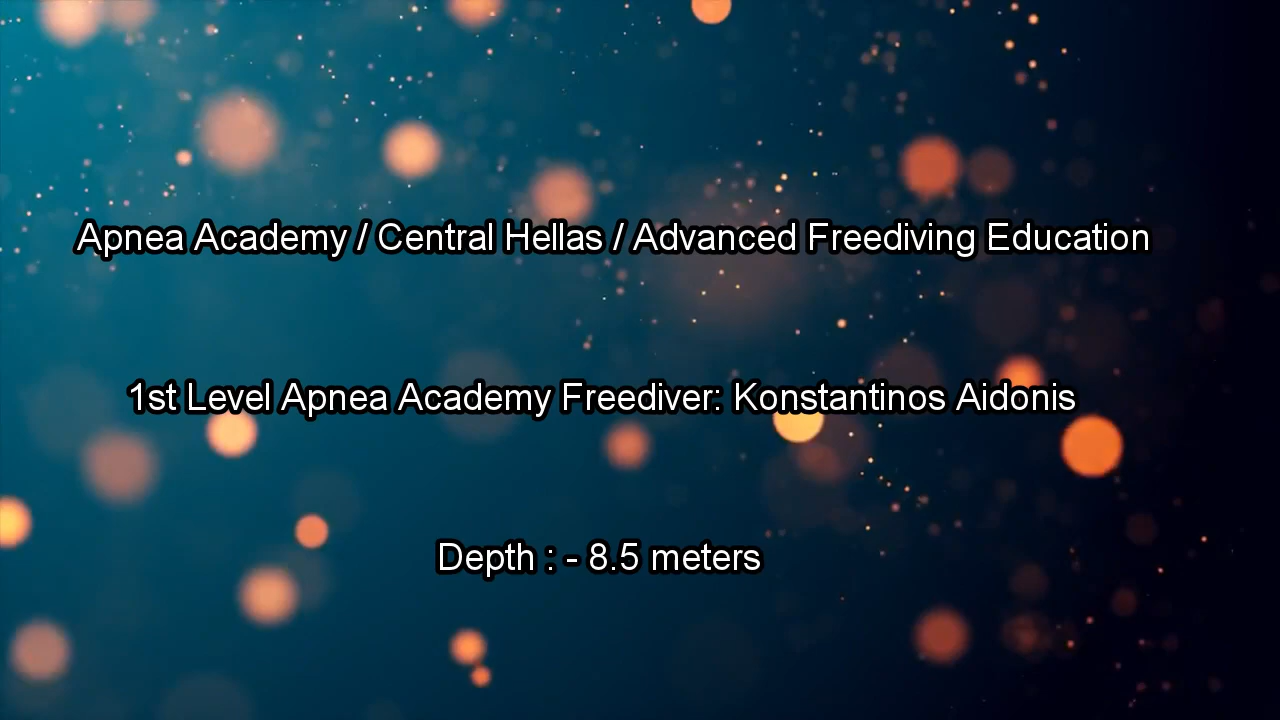 Apnea Academy / Central Hellas / Advanced Freediving Education
1st Level Apnea Academy Freediver: Konstantinos Aidonis
Depth : - 8.5 meters